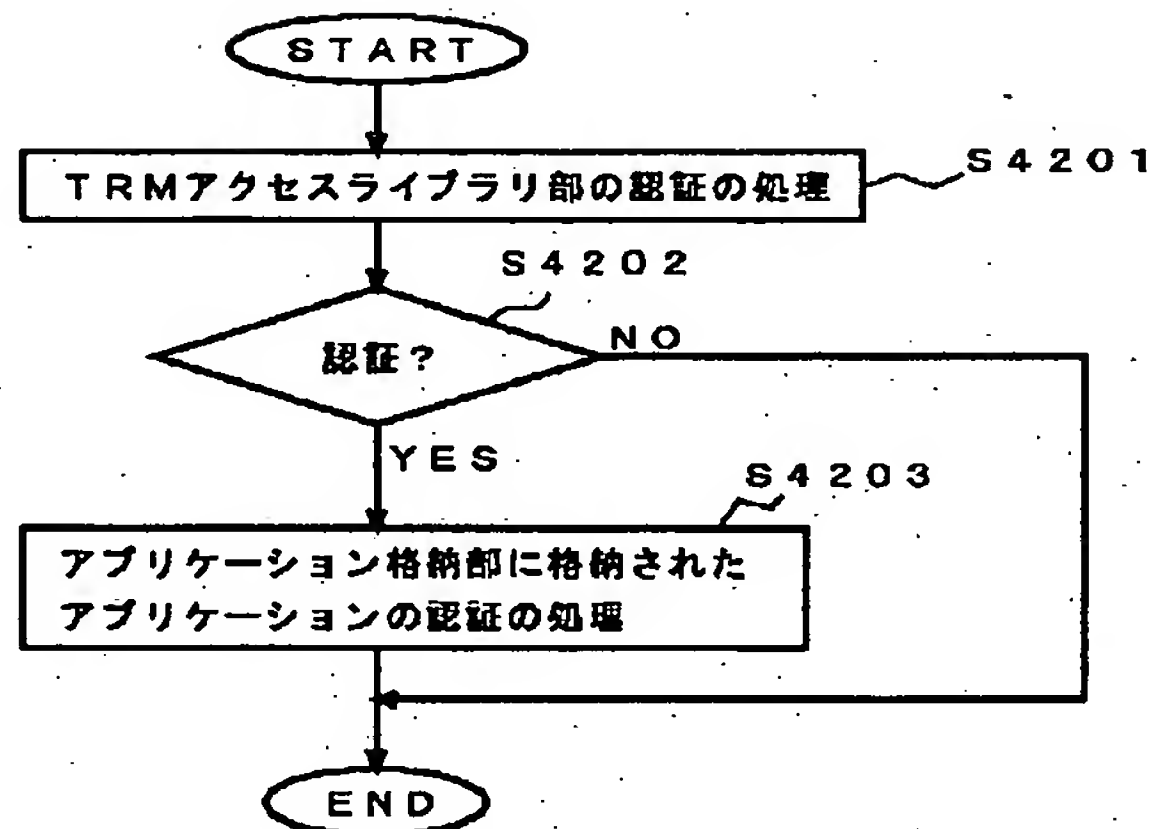 START
TRMアクセスライブラリ部の認証の処理
S4201
S4202
認証?
NO
YES
S4203
アプリケーション格納部に格納された
アプリケーションの認証の処理
END